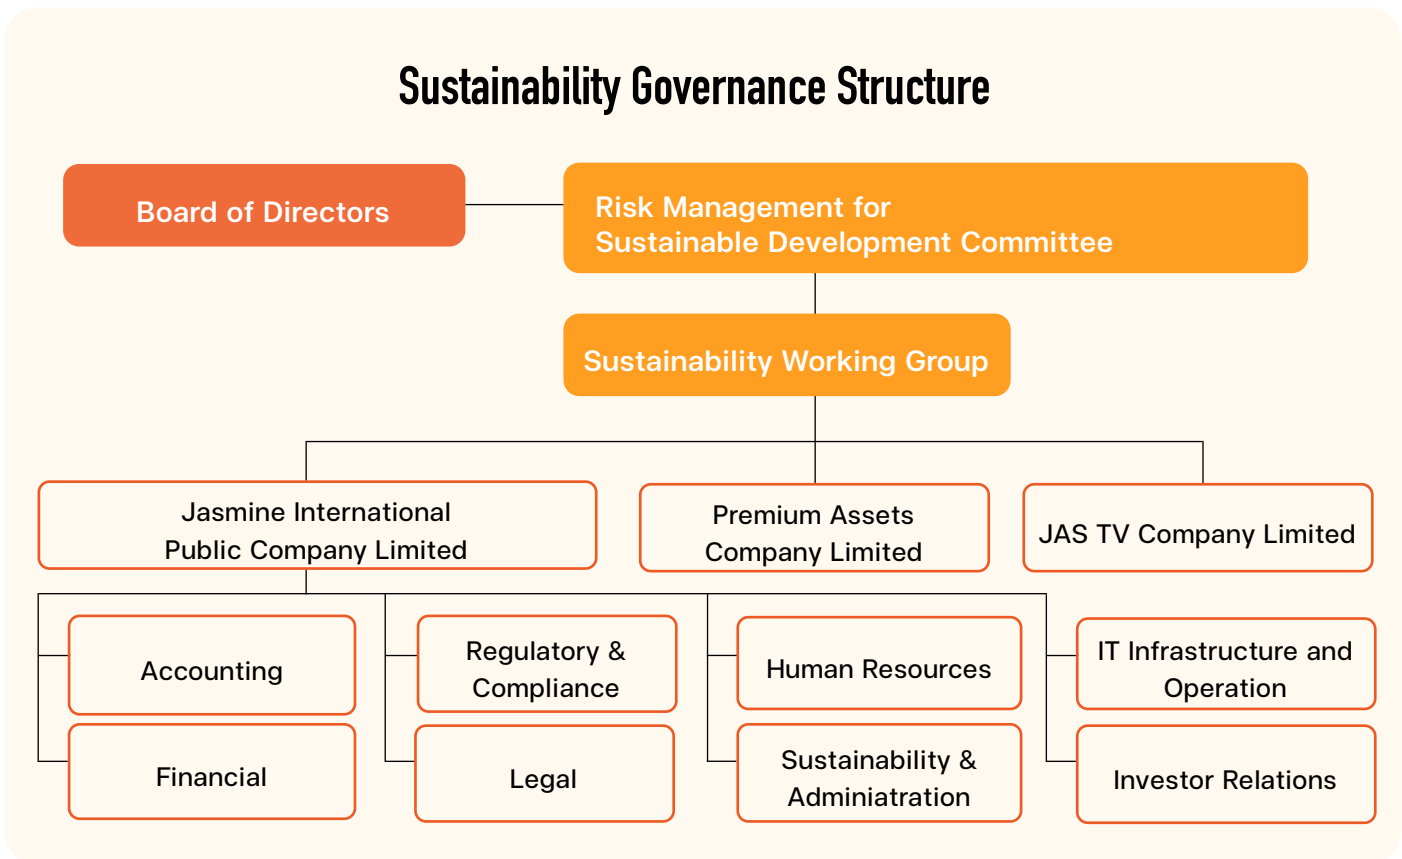 Sustainability Governance Structure
Board of Directors
Risk Management for
Sustainable Development Committee
Sustainability Working Group
Jasmine International
Public Company Limited
Premium Assets
Company Limited
JAS TV Company Limited
Accounting
Regulatory &
Compliance
Human Resources
IT Infrastructure and
Operation
Financial
Legal
Sustainability &
Adminiatration
Investor Relations